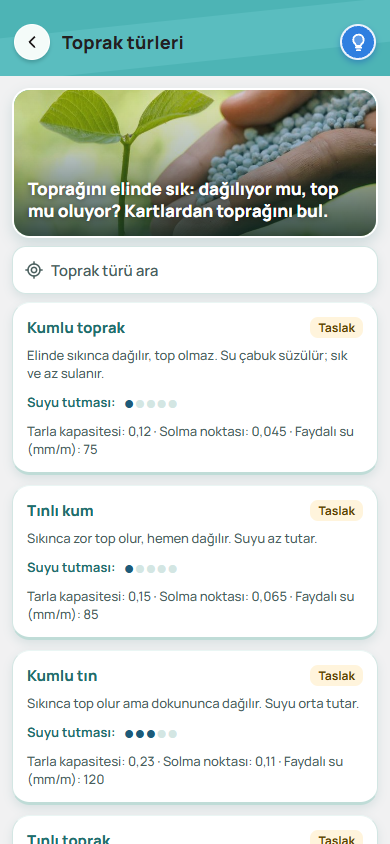 Toprak türleri
Toprağını elinde sık: dağılıyor mu, top
mu oluyor? Kartlardan toprağını bul.
Toprak türü ara
Kumlu toprak
Taslak
Elinde sıkınca dağılır, top olmaz. Su çabuk süzülür; sık
ve az sulanır.
Suyu tutması:
Tarla kapasitesi: 0,12 · Solma noktası: 0,045 · Faydalı su
(mm/m): 75
Tınlı kum
Taslak
Sıkınca zor top olur, hemen dağılır. Suyu az tutar.
Suyu tutması:
Tarla kapasitesi: 0,15 · Solma noktası: 0,065 · Faydalı su
(mm/m): 85
Kumlu tın
Taslak
Sıkınca top olur ama dokununca dağılır. Suyu orta tutar.
Suyu tutması:
Tarla kapasitesi: 0,23 · Solma noktası: 0,11 · Faydalı su
(mm/m): 120
Tınlı toprak
Taslak